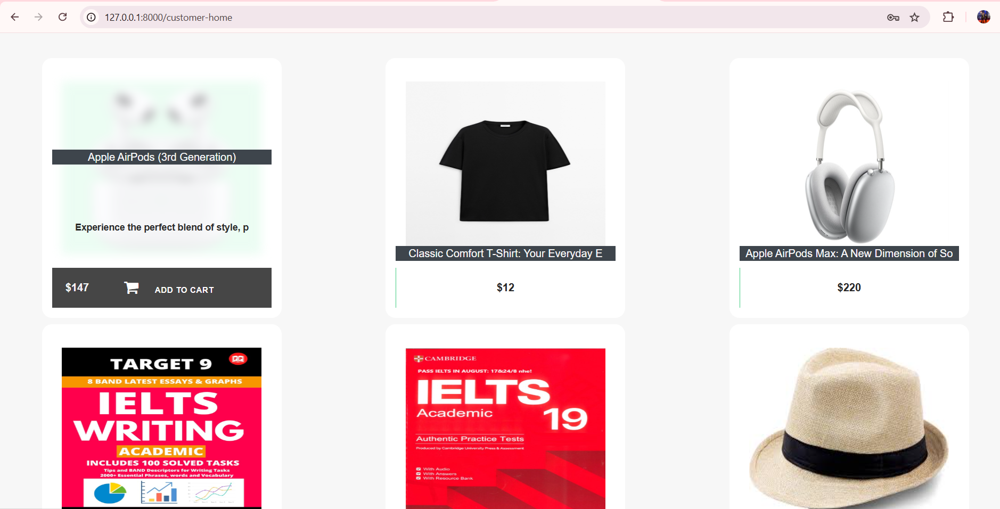 127.0.0.1:8000/customer-home
Apple AirPods (3rd Generation)
Experience the perfect blend of style, p
$147
ADD TO CART
Classic Comfort T-Shirt: Your Everyday E
$12
Apple AirPods Max: A New Dimension of So
$220
TARGET 9
8 BAND LATEST ESSAYS & GRAPHS
IELTS
WRITING
ACADEMIC
INCLUDES 100 SOLVED TASKS
Tips and BAND Descriptors for Writing Tasks
2000+ Essential Phrases, words and Vocabulary
CAMBRIDGE
PASS IELTS IN AUGUST: 17&24/8 nhe!
IELTS
Academic
19
Authentic Practice Tests
Produced by Cambridge University Press & Assessment
With Audio
With Answers
With Resource Bank